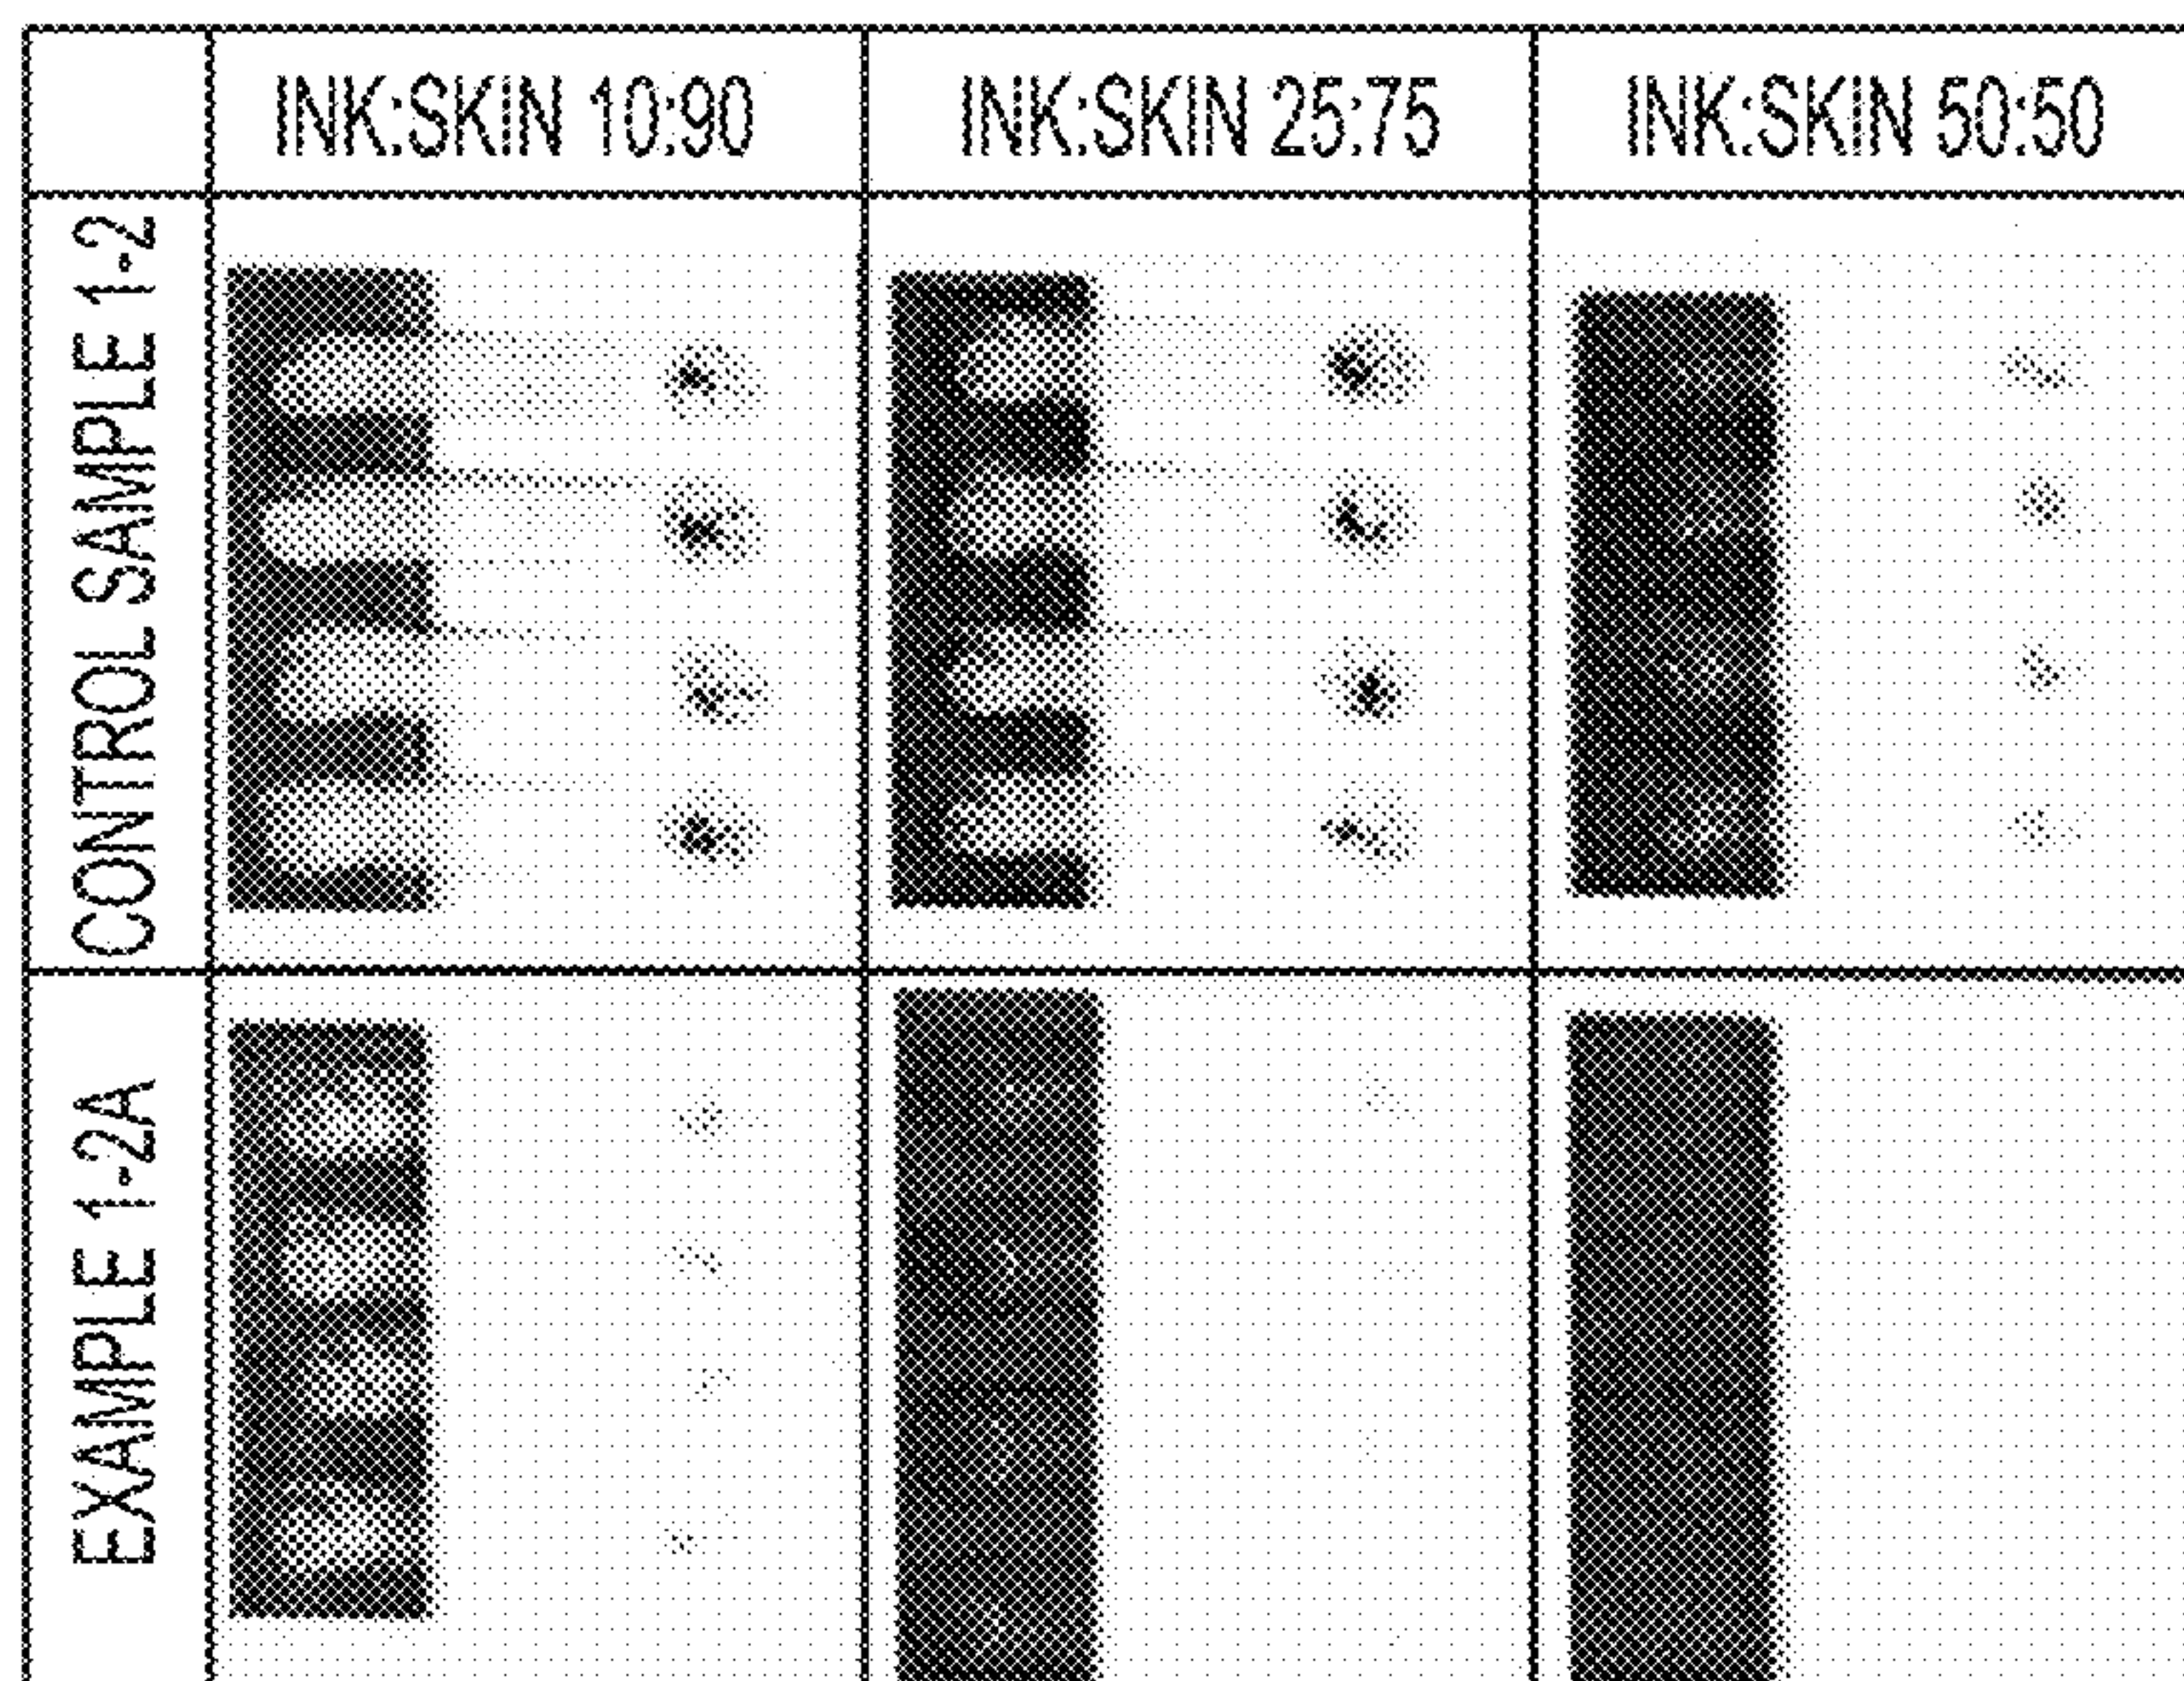 INK:SKIN 10:90
INK:SKIN 25:75
INK:SKIN 50:50
CONTROL SAMPLE 1-2
EXAMPLE 1-2A